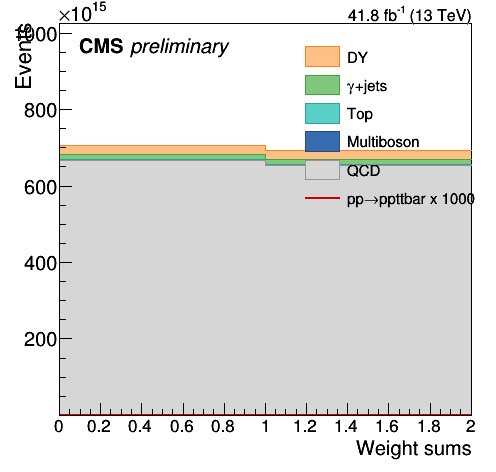 ×10¹⁵
41.8 fb⁻¹ (13 TeV)
Events
CMS preliminary
1000
800
600
400
200
DY
γ+jets
Top
Multiboson
QCD
pp→ppttbar x 1000
0 0.2 0.4 0.6 0.8 1 1.2 1.4 1.6 1.8 2
Weight sums